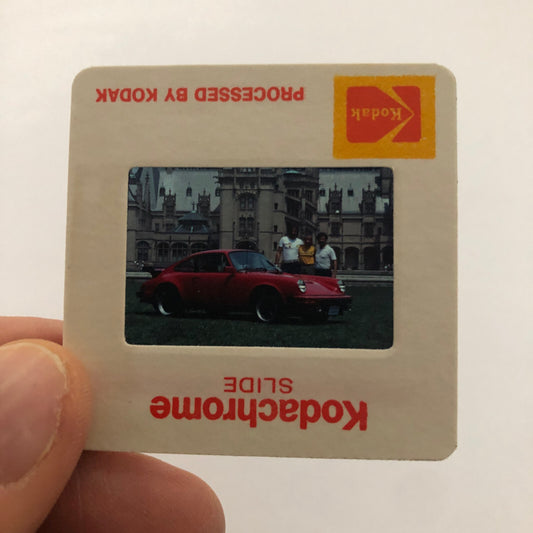 Kodachrome
SLIDE
Kodak
PROCESSED BY KODAK